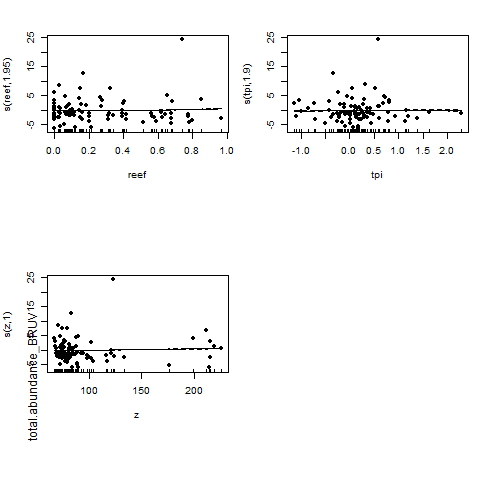 s(reef,1.95)
-5 5 15 25
0.0 0.2 0.4 0.6 0.8 1.0
reef
s(tpi,1.9)
-5 5 15 25
-1.0 0.0 0.5 1.0 1.5 2.0
tpi
s(z,1)
total.abundance_BRUV
5 15 25
100 150 200
z